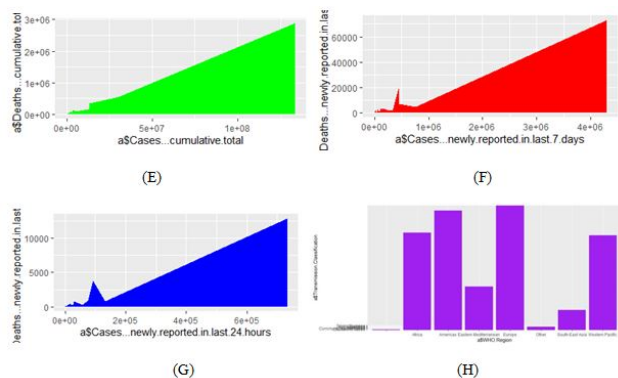 a$Deaths...cumulative.tot
3e+06
2e+06
1e+06
0e+00
0e+00 5e+07 1e+08
a$Cases...cumulative.total
(E)
Deaths...newly.reported.in.las
60000
40000
20000
0
0e+00 1e+06 2e+06 3e+06 4e+06
a$Cases...newly.reported.in.last.7.days
(F)
Deaths...newly.reported.in.last
10000
5000
0
0e+00 2e+05 4e+05 6e+05
a$Cases...newly.reported.in.last.24.hours
(G)
a$Transmission.Classification
Africa Americas Eastern Mediterranean Europe Other South-East Asia Western Pacific
a$WHO.Region
(H)